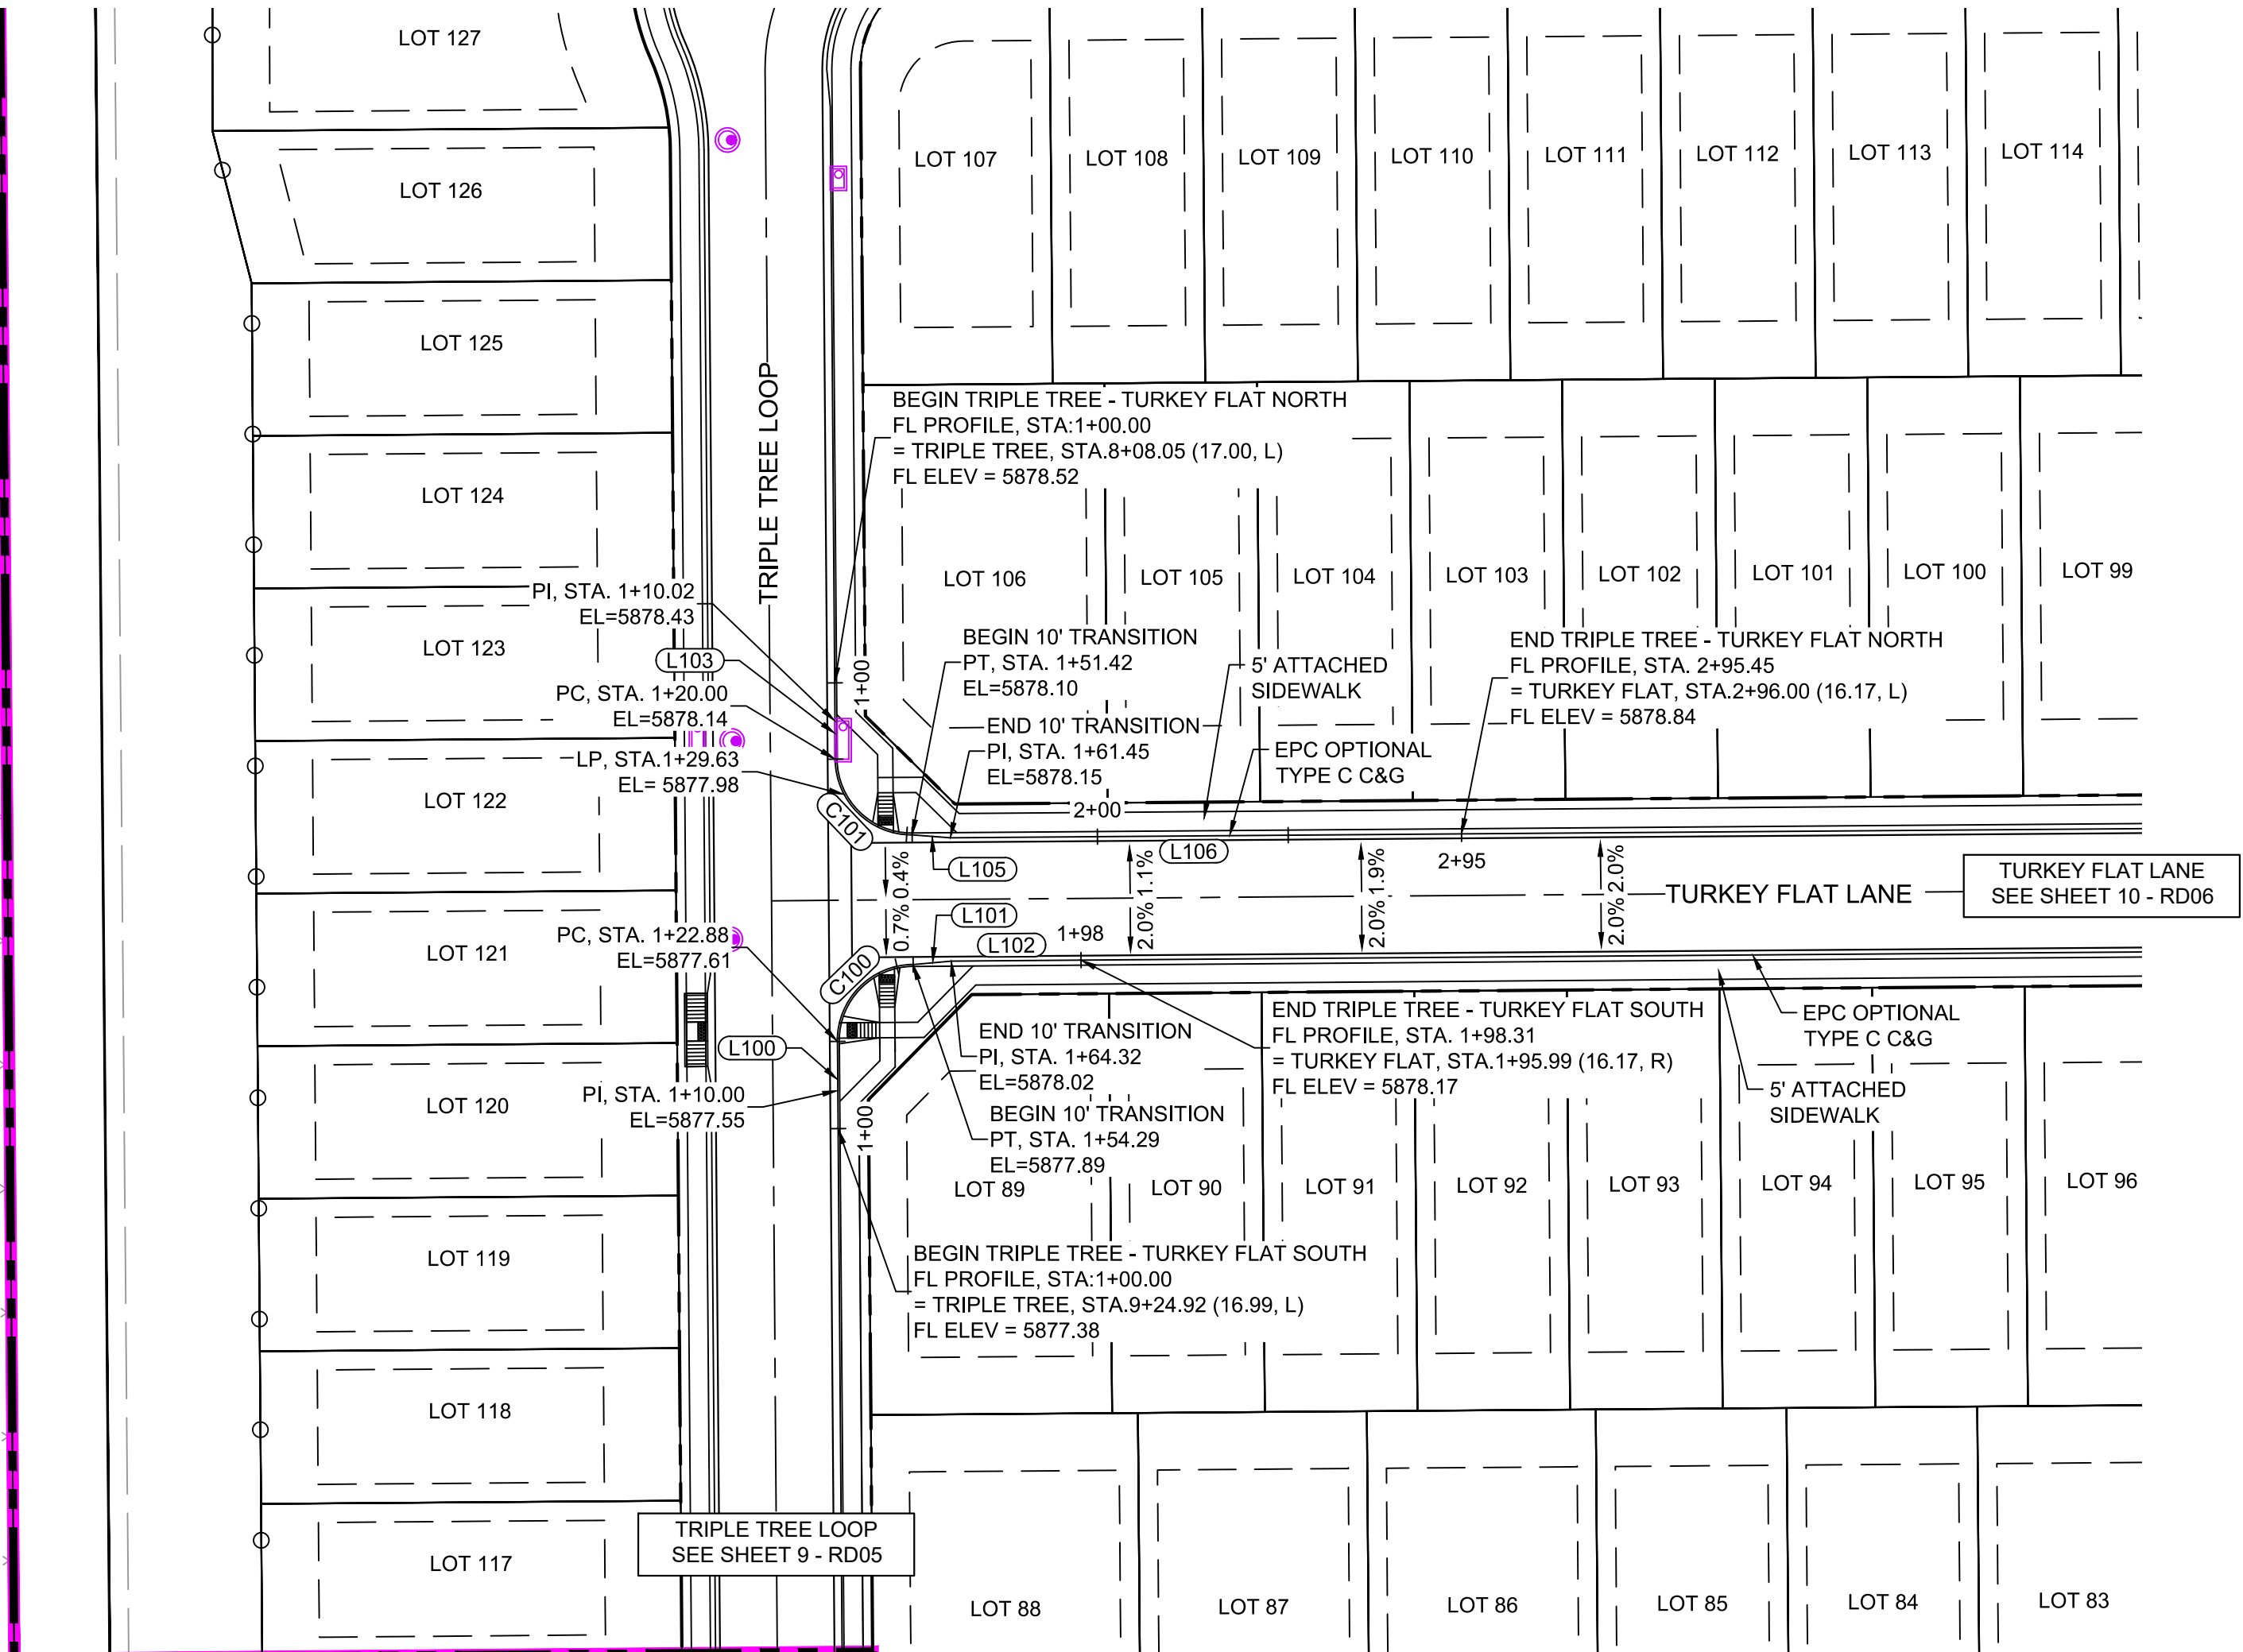 LOT 127
LOT 126
LOT 125
LOT 124
LOT 123
LOT 122
LOT 121
LOT 120
LOT 119
LOT 118
LOT 117
LOT 107
LOT 108
LOT 109
LOT 110
LOT 111
LOT 112
LOT 113
LOT 114
TRIPLE TREE LOOP
BEGIN TRIPLE TREE - TURKEY FLAT NORTH
FL PROFILE, STA:1+00.00
= TRIPLE TREE, STA.8+08.05 (17.00, L)
FL ELEV = 5878.52
LOT 106
LOT 105
LOT 104
LOT 103
LOT 102
LOT 101
LOT 100
LOT 99
PI, STA. 1+10.02
EL=5878.43
L103
PC, STA. 1+20.00
EL=5878.14
LP, STA.1+29.63
EL= 5877.98
C101
1+00
BEGIN 10' TRANSITION
PT, STA. 1+51.42
EL=5878.10
END 10' TRANSITION
PI, STA. 1+61.45
EL=5878.15
5' ATTACHED
SIDEWALK
EPC OPTIONAL
TYPE C C&G
END TRIPLE TREE - TURKEY FLAT NORTH
FL PROFILE, STA. 2+95.45
= TURKEY FLAT, STA.2+96.00 (16.17, L)
FL ELEV = 5878.84
2+00
L105
L106
2+95
0.7% 0.4%
2.0% 1.1%
2.0% 1.9%
2.0% 2.0%
TURKEY FLAT LANE
TURKEY FLAT LANE
SEE SHEET 10 - RD06
L101
L102
1+98
C100
PC, STA. 1+22.88
EL=5877.61
L100
PI, STA. 1+10.00
EL=5877.55
1+00
END 10' TRANSITION
PI, STA. 1+64.32
EL=5878.02
BEGIN 10' TRANSITION
PT, STA. 1+54.29
EL=5877.89
END TRIPLE TREE - TURKEY FLAT SOUTH
FL PROFILE, STA. 1+98.31
= TURKEY FLAT, STA.1+95.99 (16.17, R)
FL ELEV = 5878.17
EPC OPTIONAL
TYPE C C&G
5' ATTACHED
SIDEWALK
LOT 89
LOT 90
LOT 91
LOT 92
LOT 93
LOT 94
LOT 95
LOT 96
BEGIN TRIPLE TREE - TURKEY FLAT SOUTH
FL PROFILE, STA:1+00.00
= TRIPLE TREE, STA.9+24.92 (16.99, L)
FL ELEV = 5877.38
TRIPLE TREE LOOP
SEE SHEET 9 - RD05
LOT 88
LOT 87
LOT 86
LOT 85
LOT 84
LOT 83